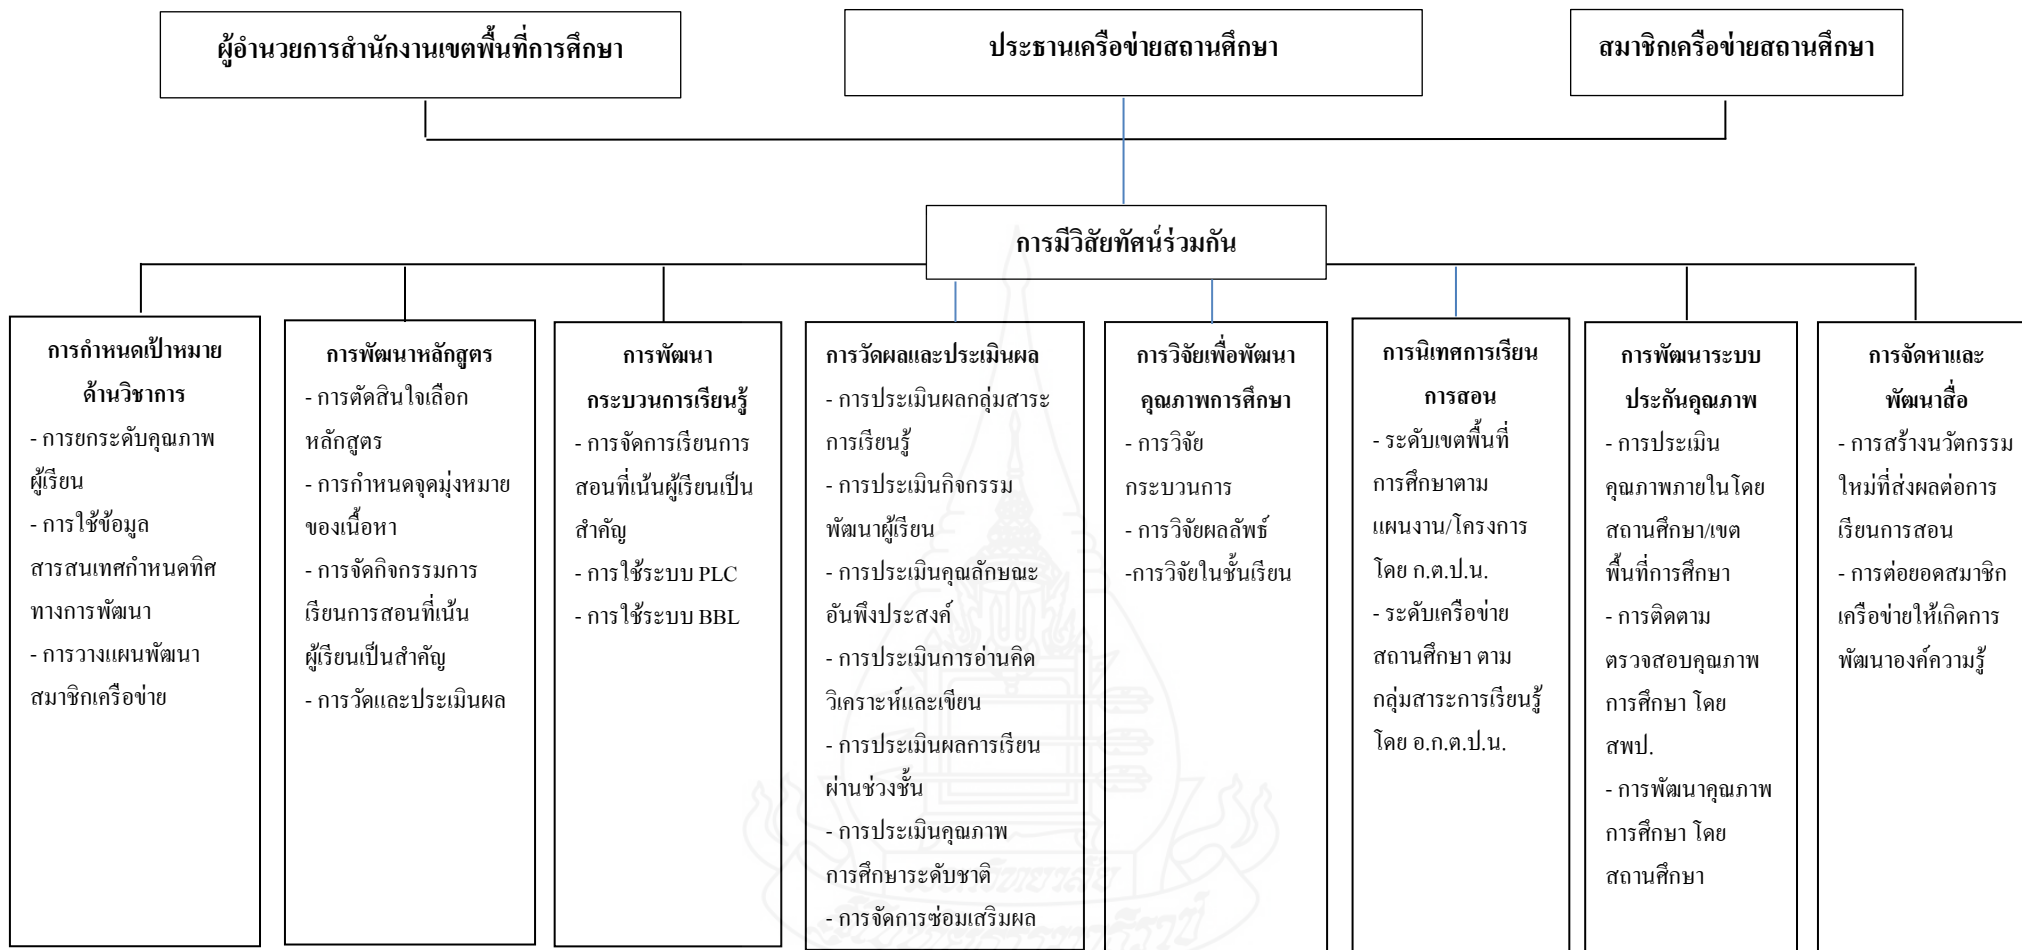 ผู้อำนวยการสำนักงานเขตพื้นที่การศึกษา
ประธานเครือข่ายสถานศึกษา
สมาชิกเครือข่ายสถานศึกษา
การมีวิสัยทัศน์ร่วมกัน
การกำหนดเป้าหมาย
ด้านวิชาการ
- การยกระดับคุณภาพ
ผู้เรียน
- การใช้ข้อมูล
สารสนเทศกำหนดทิศ
ทางการพัฒนา
- การวางแผนพัฒนา
สมาชิกเครือข่าย
การพัฒนาหลักสูตร
- การตัดสินใจเลือก
หลักสูตร
- การกำหนดจุดมุ่งหมาย
ของเนื้อหา
- การจัดกิจกรรมการ
เรียนการสอนที่เน้น
ผู้เรียนเป็นสำคัญ
- การวัดและประเมินผล
การพัฒนา
กระบวนการเรียนรู้
- การจัดการเรียนการ
สอนที่เน้นผู้เรียนเป็น
สำคัญ
- การใช้ระบบ PLC
- การใช้ระบบ BBL
การวัดผลและประเมินผล
- การประเมินผลกลุ่มสาระ
การเรียนรู้
- การประเมินกิจกรรม
พัฒนาผู้เรียน
- การประเมินคุณลักษณะ
อันพึงประสงค์
- การประเมินการอ่านคิด
วิเคราะห์และเขียน
- การประเมินผลการเรียน
ผ่านช่วงชั้น
- การประเมินคุณภาพ
การศึกษาระดับชาติ
- การจัดการซ่อมเสริมผล
การวิจัยเพื่อพัฒนา
คุณภาพการศึกษา
- การวิจัย
กระบวนการ
- การวิจัยผลลัพธ์
-การวิจัยในชั้นเรียน
การนิเทศการเรียน
การสอน
- ระดับเขตพื้นที่
การศึกษาตาม
แผนงาน/โครงการ
โดย ก.ต.ป.น.
- ระดับเครือข่าย
สถานศึกษา ตาม
กลุ่มสาระการเรียนรู้
โดย อ.ก.ต.ป.น.
การพัฒนาระบบ
ประกันคุณภาพ
- การประเมิน
คุณภาพภายในโดย
สถานศึกษา/เขต
พื้นที่การศึกษา
- การติดตาม
ตรวจสอบคุณภาพ
การศึกษา โดย
สพป.
- การพัฒนาคุณภาพ
การศึกษา โดย
สถานศึกษา
การจัดหาและ
พัฒนาสื่อ
- การสร้างนวัตกรรม
ใหม่ที่ส่งผลต่อการ
เรียนการสอน
- การต่อยอดสมาชิก
เครือข่ายให้เกิดการ
พัฒนาองค์ความรู้